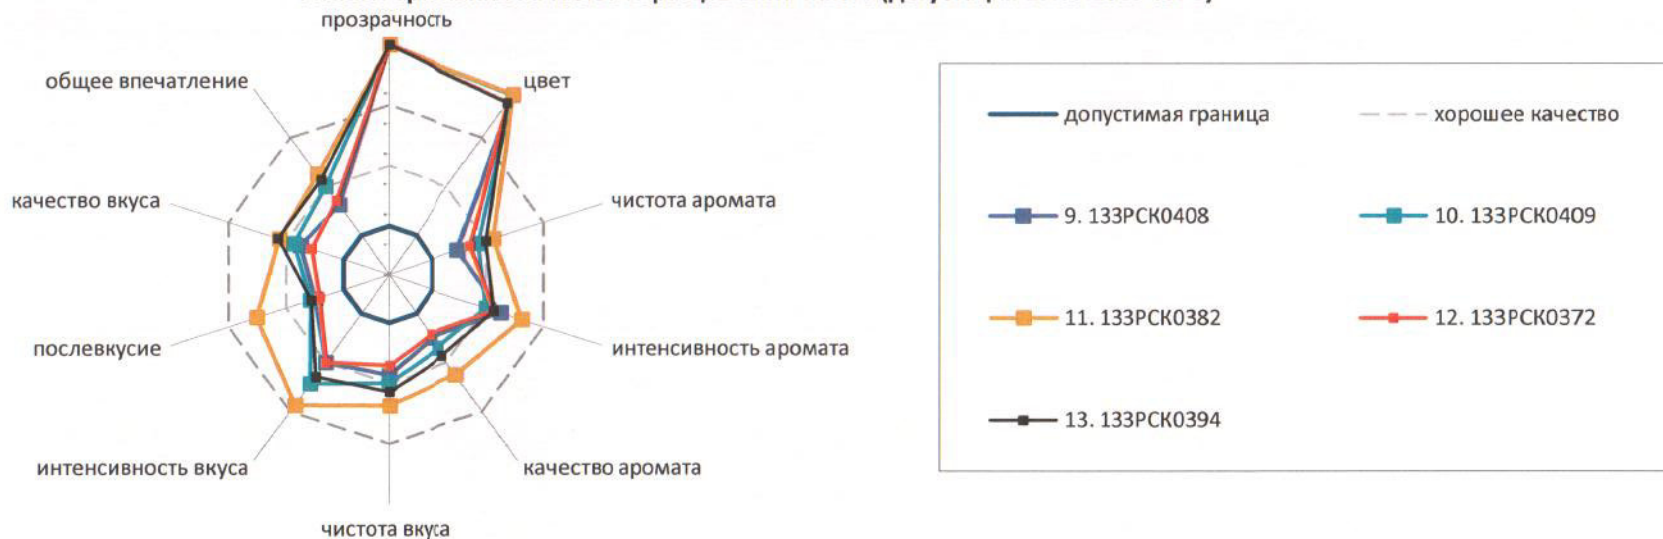 прозрачность
общее впечатление
цвет
качество вкуса
чистота аромата
послевкусие
интенсивность аромата
интенсивность вкуса
качество аромата
чистота вкуса
допустимая граница
хорошее качество
9. 133РСК0408
10. 133РСК0409
11. 133РСК0382
12. 133РСК0372
13. 133РСК0394